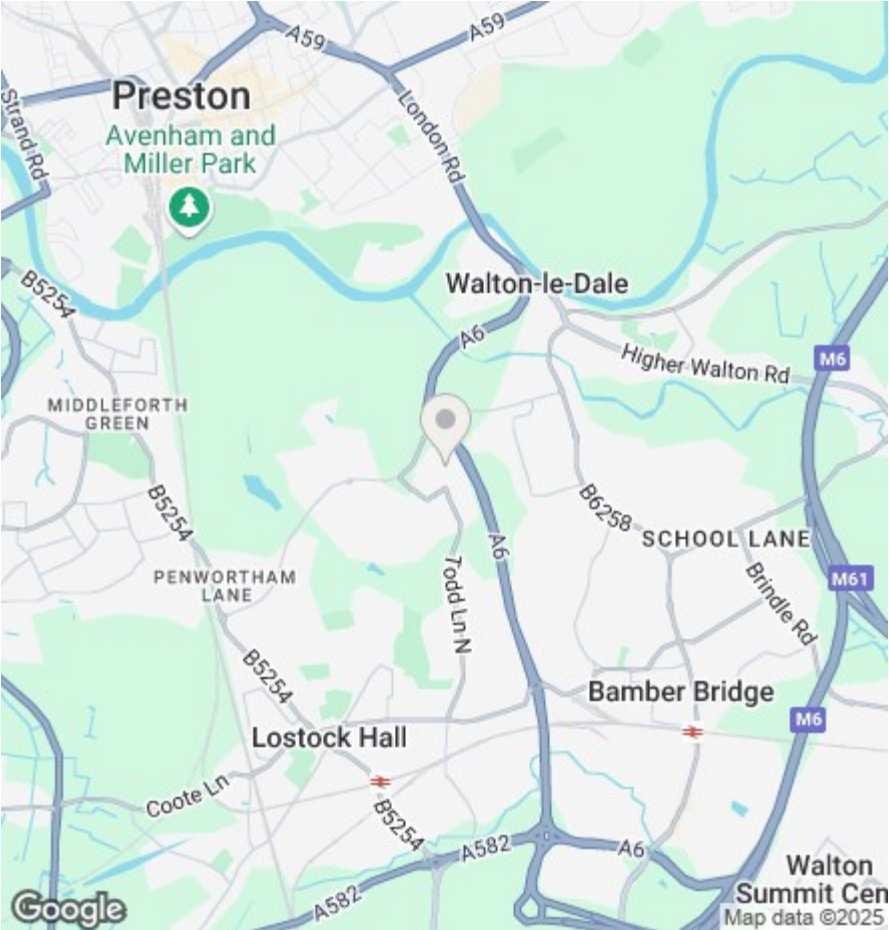 A59
A59
Preston
Strand Rd
London Rd
Avenham and
Miller Park
B5254
Walton-le-Dale
A6
Higher Walton Rd
M6
MIDDLEFORTH
GREEN
B5254
B6258
SCHOOL LANE
A6
PENWORTHAM
LANE
Todd Ln N
Brindle Rd
M61
B5254
Bamber Bridge
M6
Lostock Hall
Coote Ln
B5254
A582
A6
A582
Walton
Summit Cen
Google
Map data ©2025